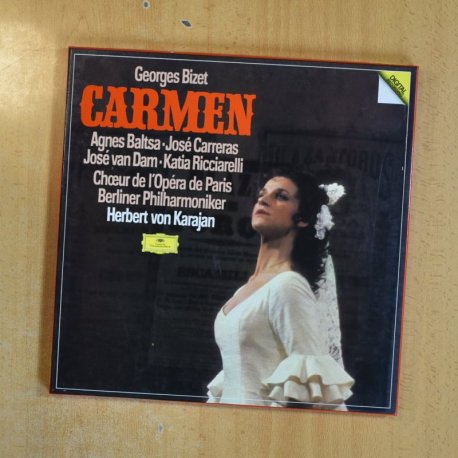 Georges Bizet
CARMEN
Agnes Baltsa · José Carreras
José van Dam · Katia Ricciarelli
Chœur de l'Opéra de Paris
Berliner Philharmoniker
Herbert von Karajan
DIGITAL